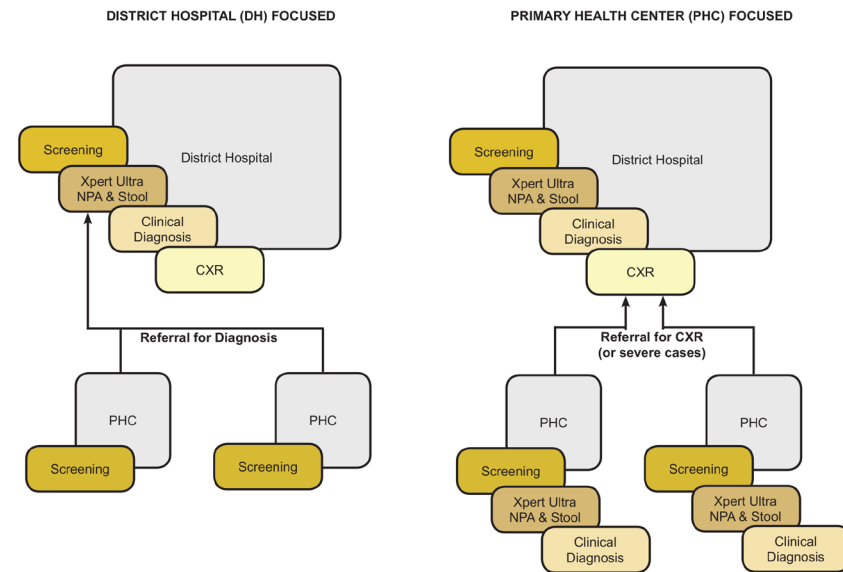 DISTRICT HOSPITAL (DH) FOCUSED
Screening
District Hospital
Xpert Ultra
NPA & Stool
Clinical
Diagnosis
CXR
Referral for Diagnosis
PHC
PHC
Screening
Screening
PRIMARY HEALTH CENTER (PHC) FOCUSED
Screening
District Hospital
Xpert Ultra
NPA & Stool
Clinical
Diagnosis
CXR
Referral for CXR
(or severe cases)
PHC
PHC
Screening
Screening
Xpert Ultra
NPA & Stool
Xpert Ultra
NPA & Stool
Clinical
Diagnosis
Clinical
Diagnosis